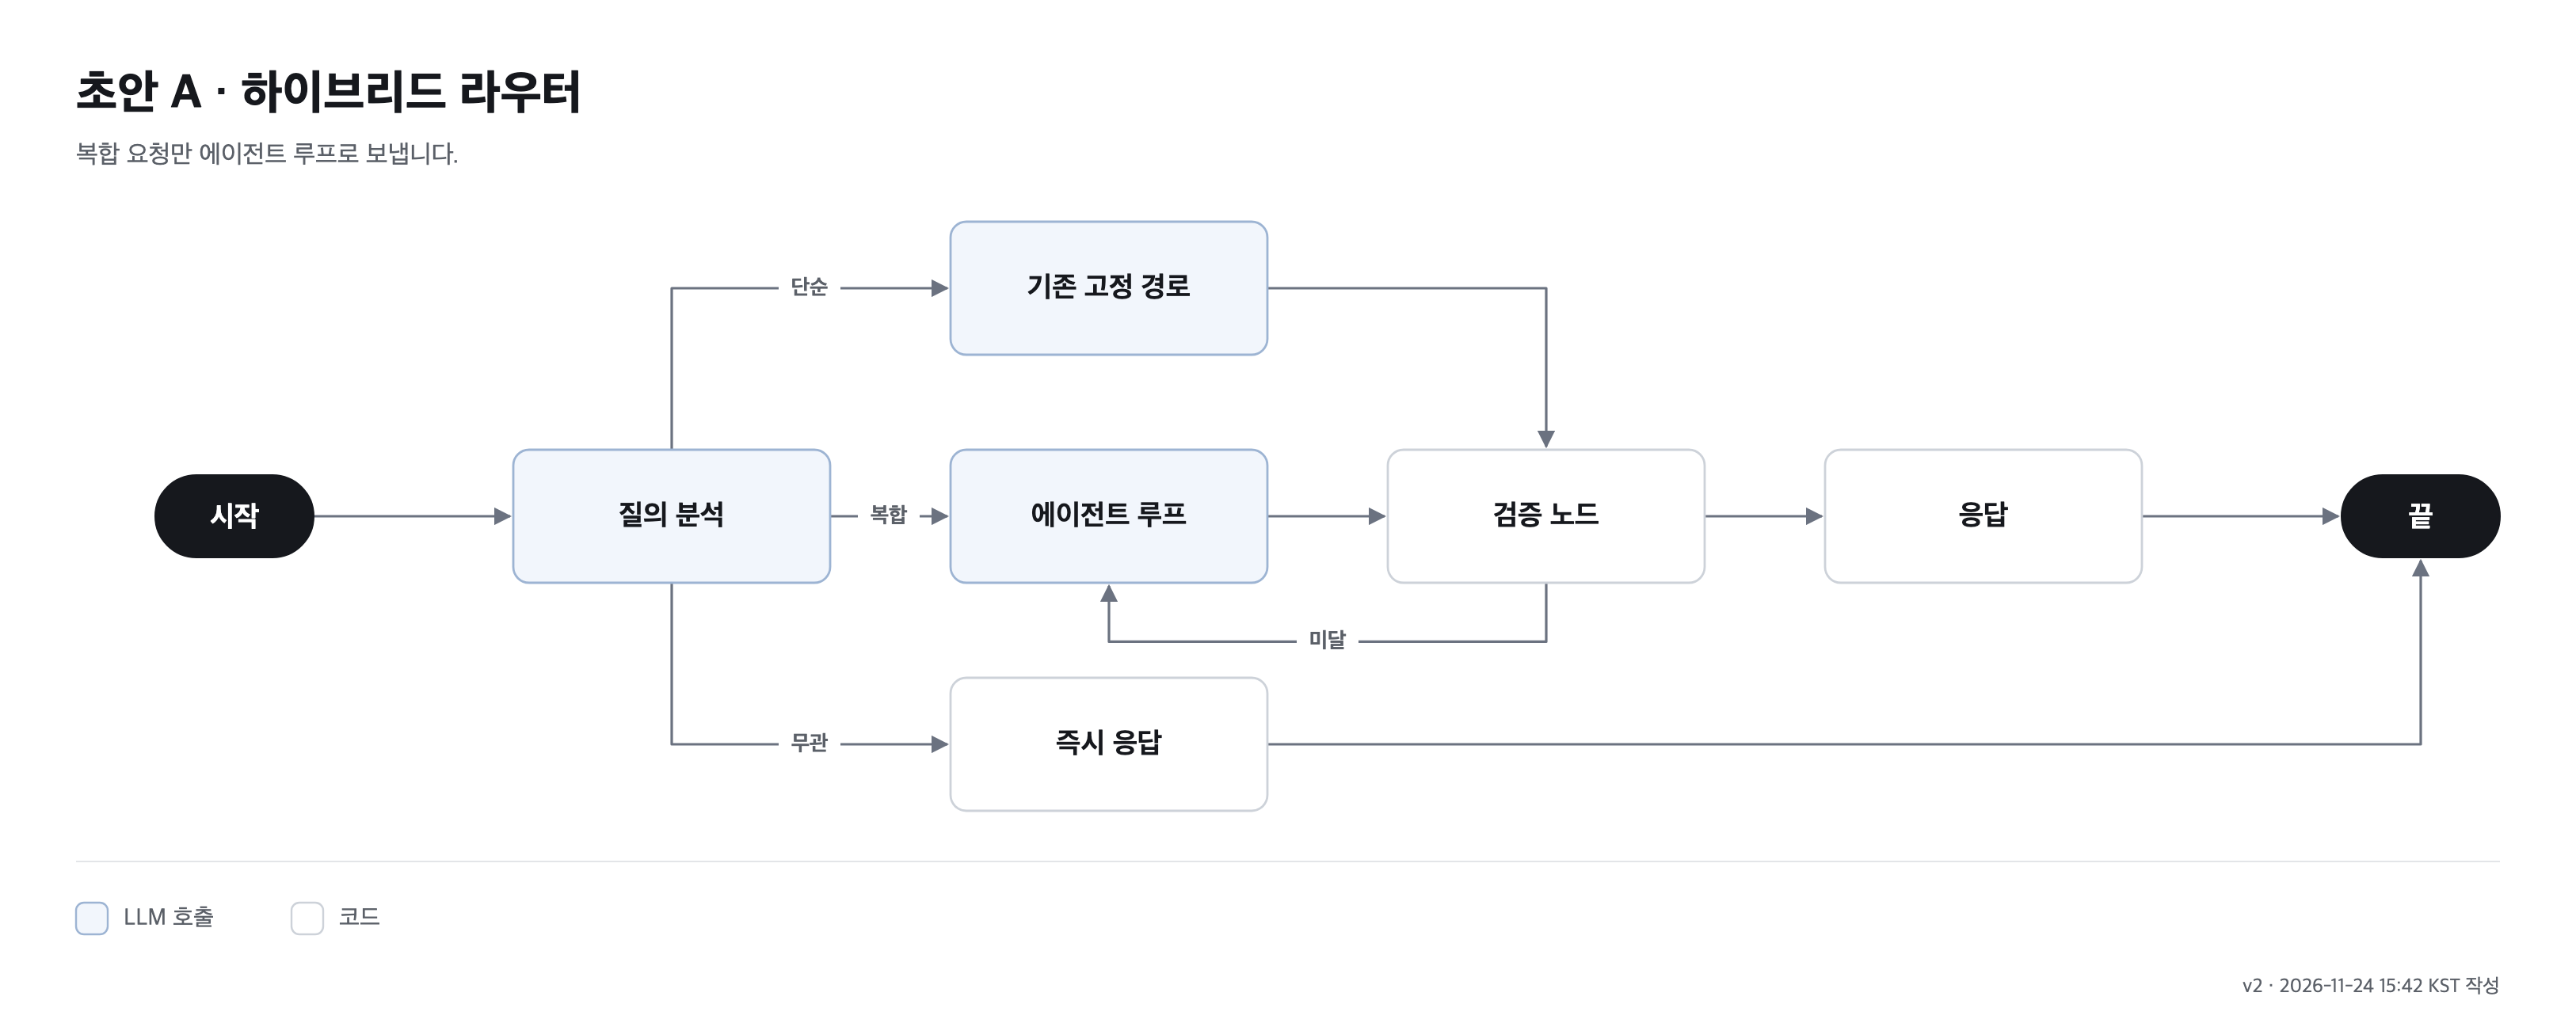 초안 A · 하이브리드 라우터
복합 요청만 에이전트 루프로 보냅니다.
기존 고정 경로
단순
시작
질의 분석
복합
에이전트 루프
검증 노드
응답
끝
미달
무관
즉시 응답
LLM 호출
코드
v2 · 2026-11-24 15:42 KST 작성